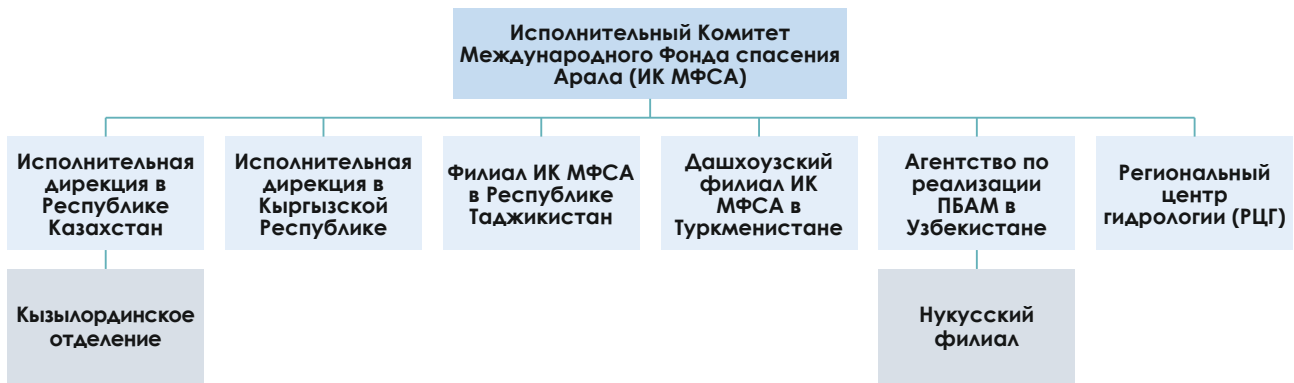 Исполнительный Комитет
Международного Фонда спасения
Арала (ИК МФСА)
Исполнительная
дирекция в
Республике
Казахстан
Исполнительная
дирекция в
Кыргызской
Республике
Филиал ИК МФСА
в Республике
Таджикистан
Дашхоузский
филиал ИК
МФСА в
Туркменистане
Агентство по
реализации
ПБАМ в
Узбекистане
Региональный
центр
гидрологии (РЦГ)
Кызылординское
отделение
Нукусский
филиал